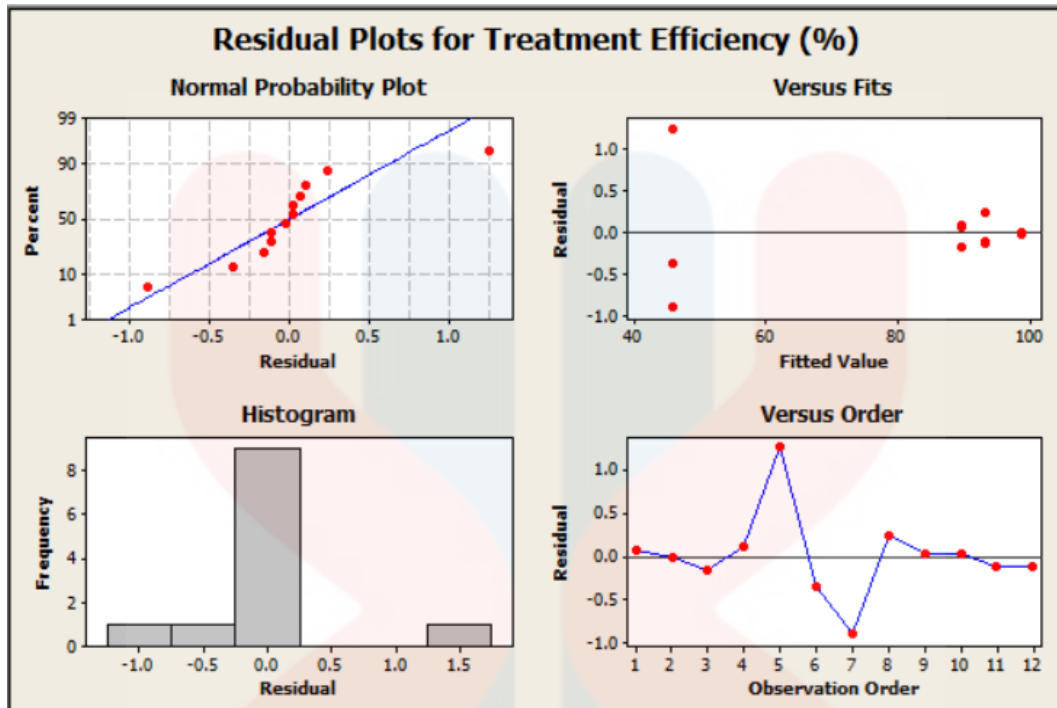 Residual Plots for Treatment Efficiency (%)
Normal Probability Plot
Percent
99
90
50
10
1
-1.0 -0.5 0.0 0.5 1.0
Residual
Versus Fits
Residual
1.0
0.5
0.0
-0.5
-1.0
40 60 80 100
Fitted Value
Histogram
Frequency
8
6
4
2
0
-1.0 -0.5 0.0 0.5 1.0 1.5
Residual
Versus Order
Residual
1.0
0.5
0.0
-0.5
-1.0
1 2 3 4 5 6 7 8 9 10 11 12
Observation Order